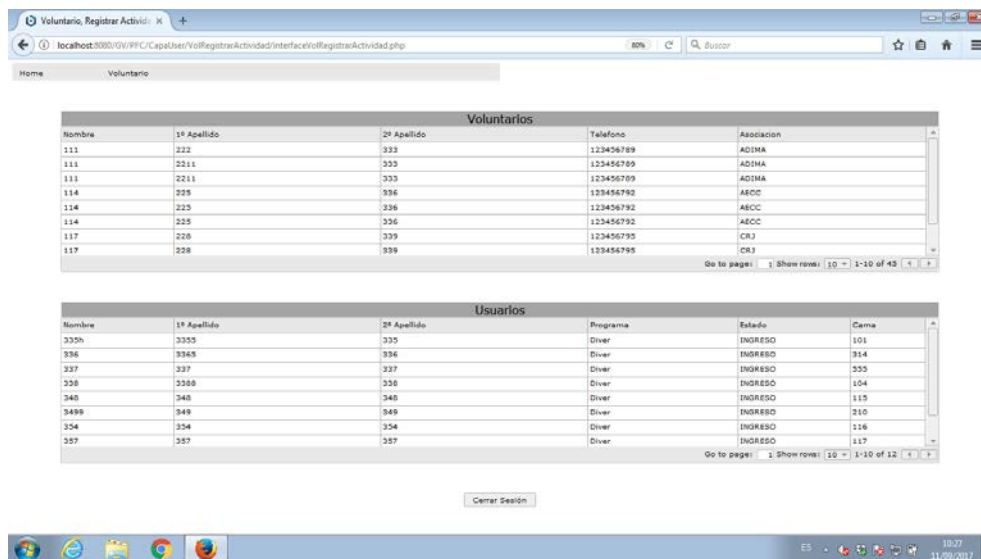 Voluntario, Registrar Activida × +
localhost:8080/GV/PFC/CapaUser/VolRegistrarActividad/interfaceVolRegistrarActividad.php 80% Buscar
Home Voluntario
Voluntarios
Nombre 1º Apellido 2º Apellido Telefono Asociacion
111 222 333 123456789 ADIMA
111 2211 333 123456789 ADIMA
111 2211 333 123456789 ADIMA
114 225 336 123456792 AECC
114 225 336 123456792 AECC
114 225 336 123456792 AECC
117 228 339 123456795 CRJ
117 228 339 123456795 CRJ
Go to page: 1 Show rows: 10 1-10 of 43
Usuarios
Nombre 1º Apellido 2º Apellido Programa Estado Cama
335h 3355 335 Diver INGRESO 101
336 3365 336 Diver INGRESO 314
337 337 337 Diver INGRESO 555
338 3388 338 Diver INGRESO 104
348 348 348 Diver INGRESO 115
3499 349 349 Diver INGRESO 210
354 354 354 Diver INGRESO 116
357 357 357 Diver INGRESO 117
Go to page: 1 Show rows: 10 1-10 of 12
Cerrar Sesión
ES 10:27
11/09/2017